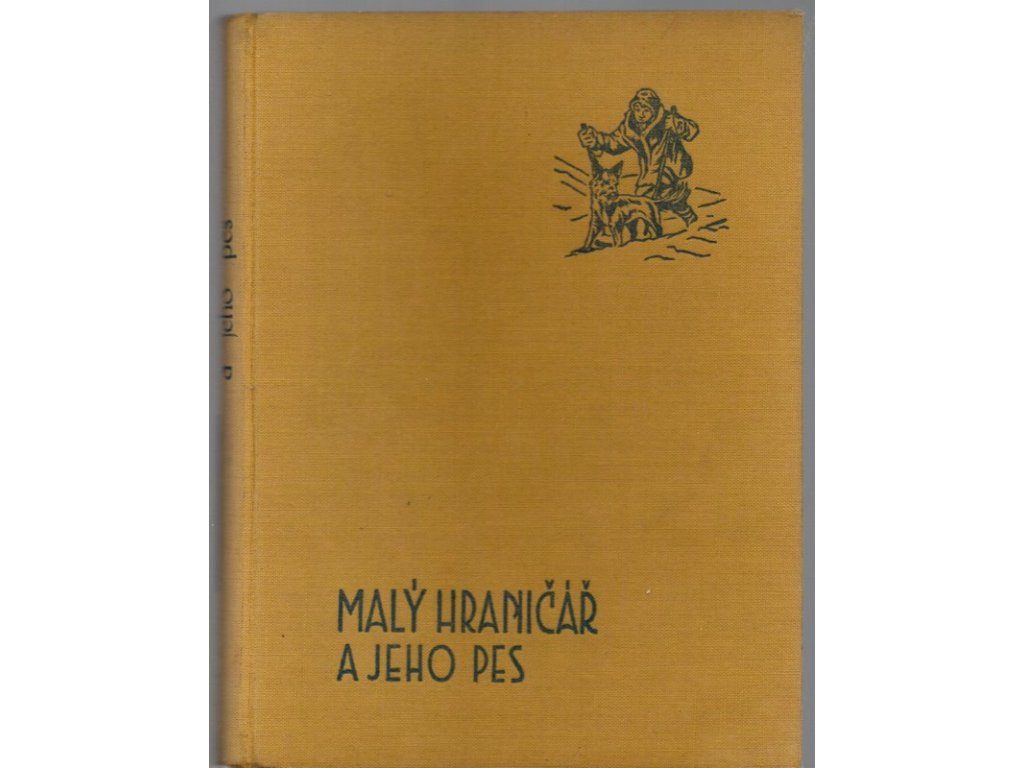 MALÝ HRANIČÁŘ
A JEHO PES
a jeho pes